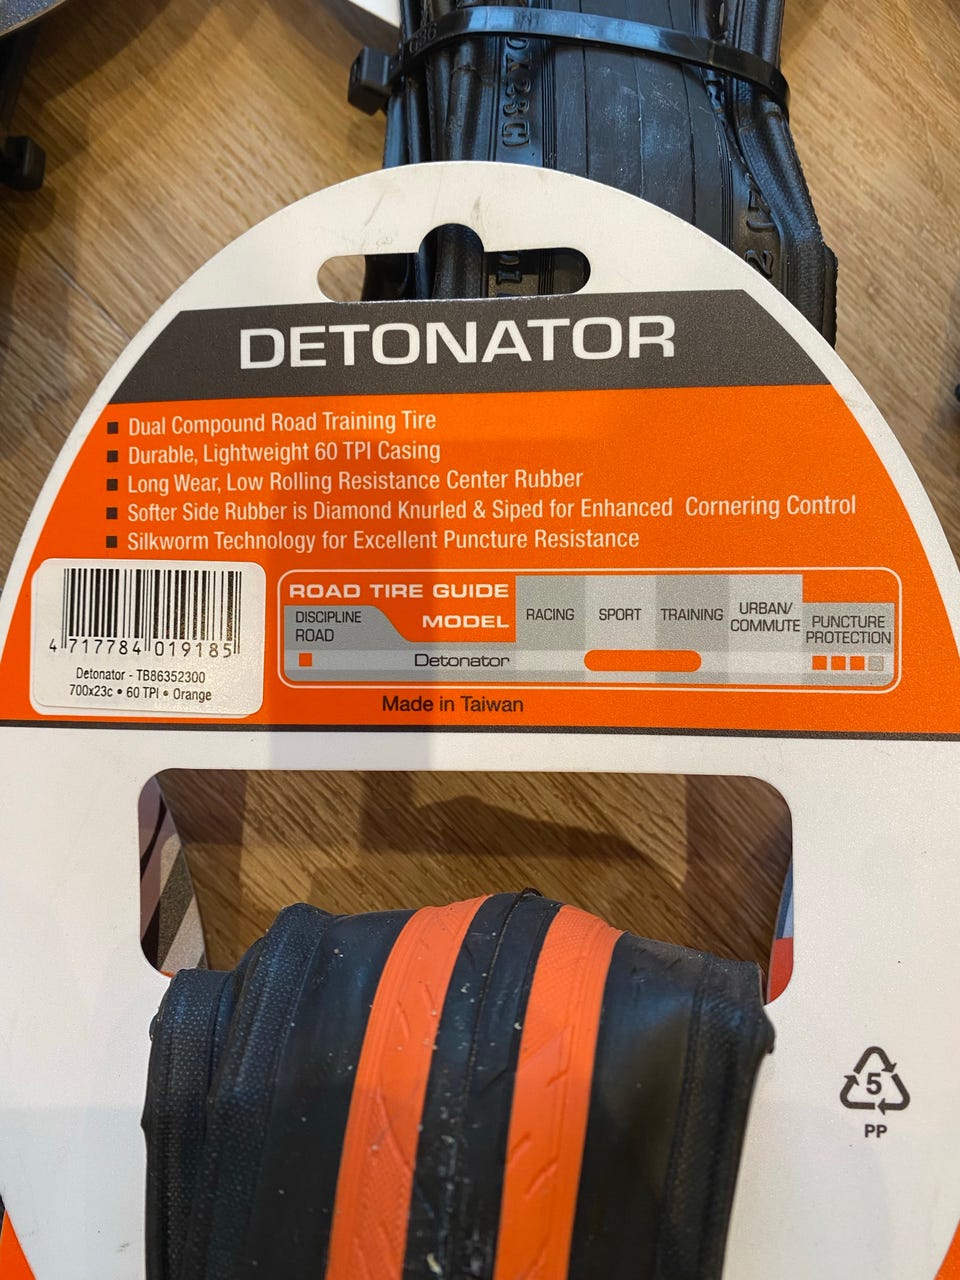 DETONATOR
Dual Compound Road Training Tire
Durable, Lightweight 60 TPI Casing
Long Wear, Low Rolling Resistance Center Rubber
Softer Side Rubber is Diamond Knurled & Siped for Enhanced Cornering Control
Silkworm Technology for Excellent Puncture Resistance
4 717784 019185
Detonator - TB86352300
700x23c • 60 TPI • Orange
ROAD TIRE GUIDE
DISCIPLINE
ROAD
MODEL
RACING
SPORT
TRAINING
URBAN/
COMMUTE
PUNCTURE
PROTECTION
Detonator
Made in Taiwan
5
PP